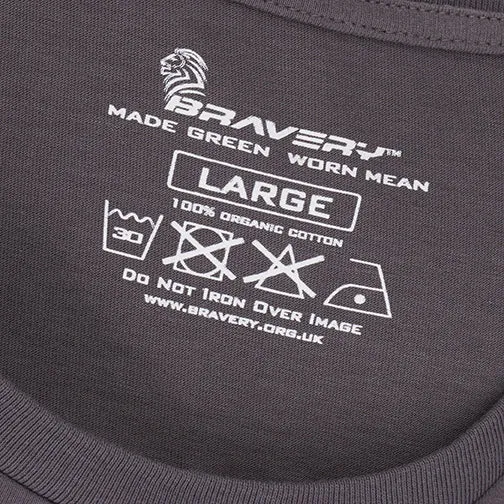 BRAVERY™
MADE GREEN WORN MEAN
LARGE
100% ORGANIC COTTON
30
Do Not Iron Over Image
www.bravery.org.uk